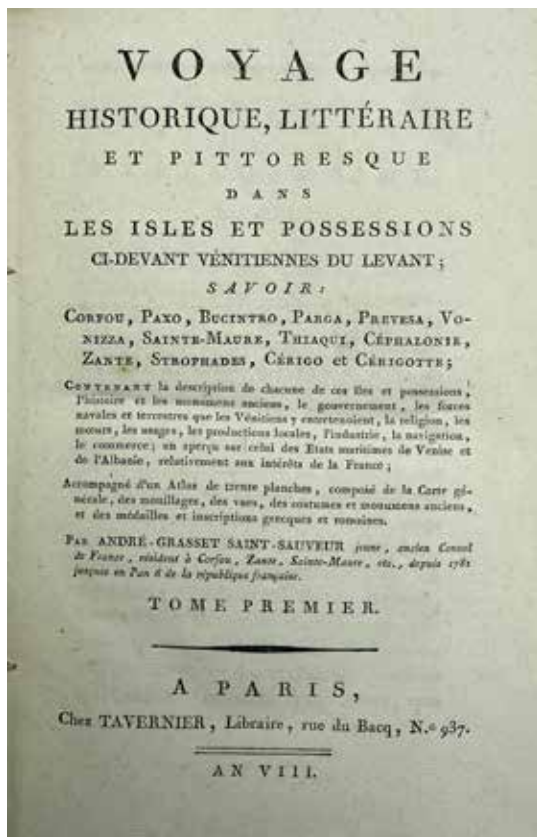 VOYAGE
HISTORIQUE, LITTÉRAIRE
ET PITTORESQUE
DANS
LES ISLES ET POSSESSIONS
CI-DEVANT VÉNITIENNES DU LEVANT;
SAVOIR:
CORFOU, PAXO, BUCINTRO, PARGA, PREVESA, VO-
NIZZA, SAINTE-MAURE, THIAQUI, CÉPHALONIE,
ZANTE, STROPHADES, CÉRIGO ET CÉRIGOTTE;
CONTENANT la description de chacune de ces îles et possessions,
l'histoire et les monumens anciens, le gouvernement, les forces
navales et terrestres que les Vénitiens y entretenoient, la religion, les
mœurs, les usages, les productions locales, l'industrie, la navigation,
le commerce; un aperçu sur celui des Etats maritimes de Venise et
de l'Albanie, relativement aux intérêts de la France;
Accompagné d'un Atlas de trente planches, composé de la Carte gé-
nérale, des mouillages, des vues, des costumes et monumens anciens,
et des médailles et inscriptions grecques et romaines.
PAR ANDRÉ-GRASSET SAINT-SAUVEUR jeune, ancien Consul
de France, résident à Corfou, Zante, Sainte-Maure, etc., depuis 1781
jusques en l'an 6 de la république française.
TOME PREMIER.
A PARIS,
Chez TAVERNIER, Libraire, rue du Bacq, N.º 937.
AN VIII.